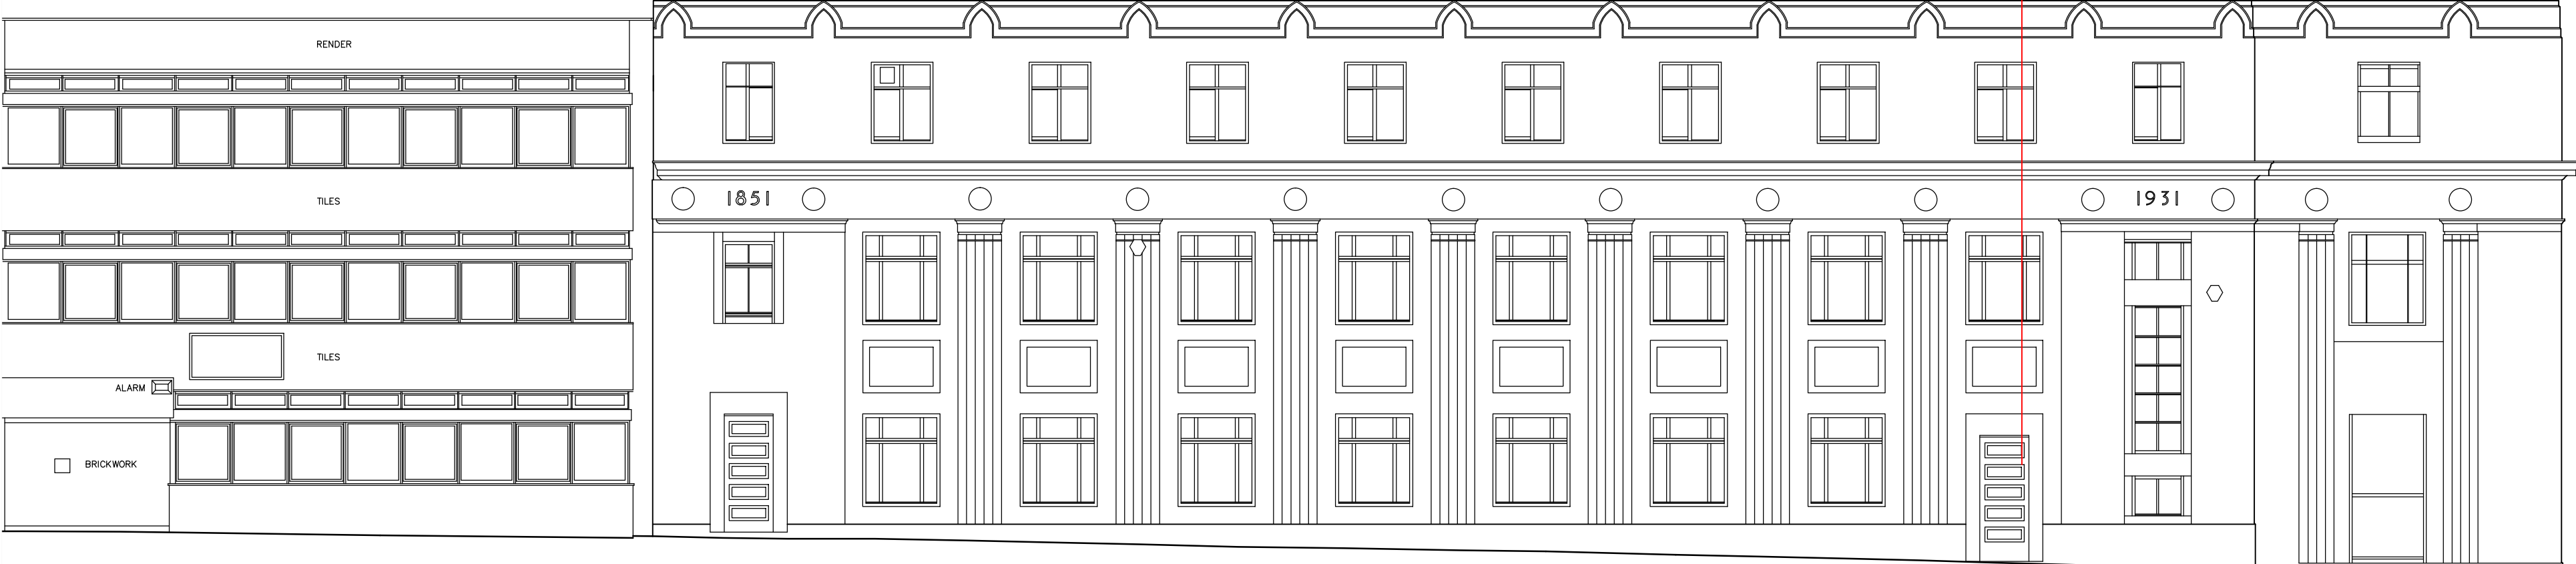 RENDER
TILES
1851
1931
TILES
ALARM
BRICKWORK